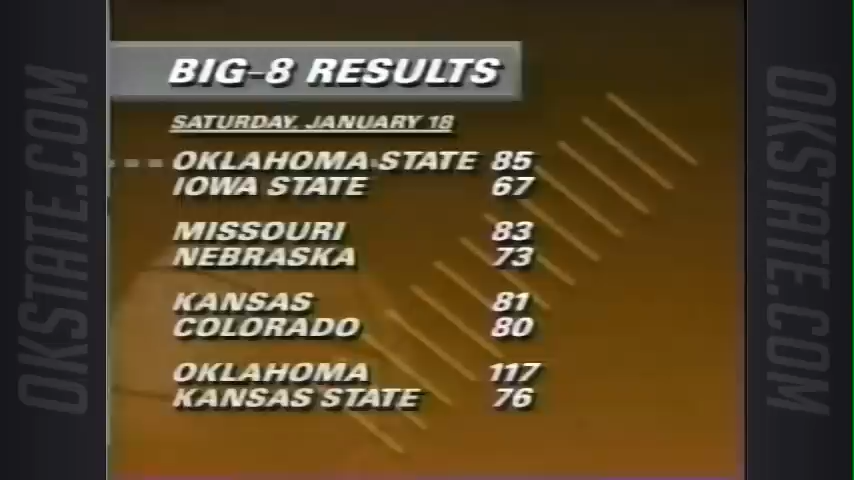 BIG-8 RESULTS
SATURDAY, JANUARY 18
OKLAHOMA STATE 85
IOWA STATE 67
MISSOURI 83
NEBRASKA 73
KANSAS 81
COLORADO 80
OKLAHOMA 117
KANSAS STATE 76
OKSTATE.COM
OKSTATE.COM